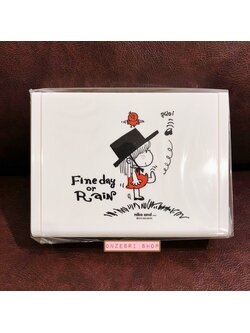 Fine day
or
Rain
niko and ...
ONZEBRI SHOP